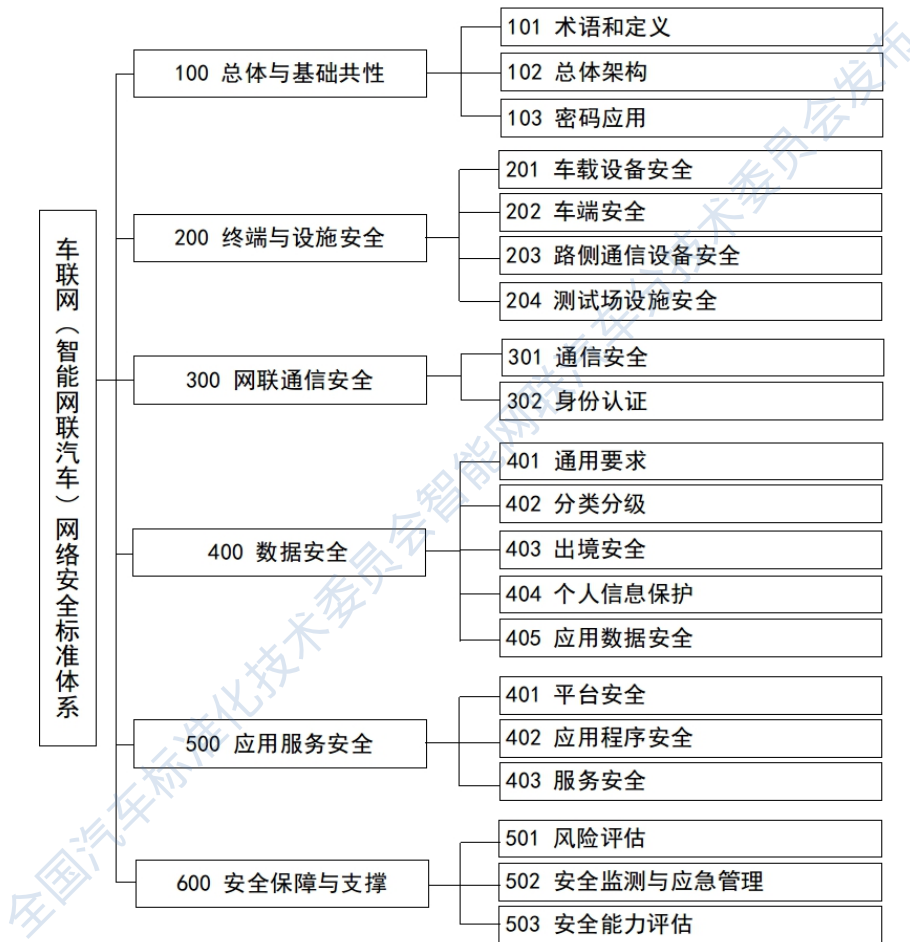 车联网（智能网联汽车）网络安全标准体系
100 总体与基础共性
101 术语和定义
102 总体架构
103 密码应用
200 终端与设施安全
201 车载设备安全
202 车端安全
203 路侧通信设备安全
204 测试场设施安全
300 网联通信安全
301 通信安全
302 身份认证
400 数据安全
401 通用要求
402 分类分级
403 出境安全
404 个人信息保护
405 应用数据安全
500 应用服务安全
401 平台安全
402 应用程序安全
403 服务安全
600 安全保障与支撑
501 风险评估
502 安全监测与应急管理
503 安全能力评估
全国汽车标准化技术委员会智能网联汽车分技术委员会发布